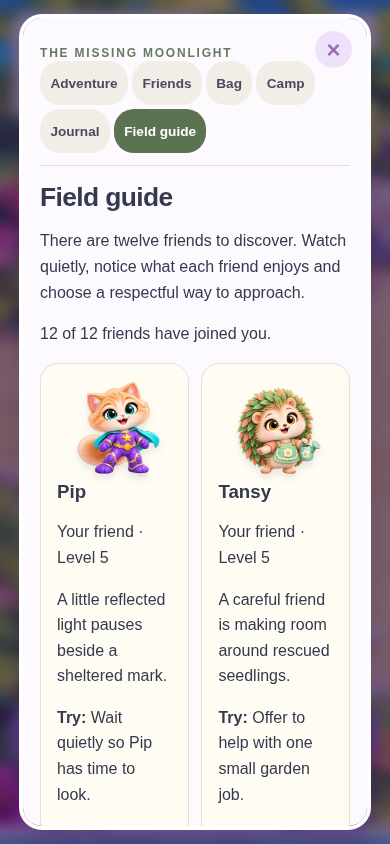 THE MISSING MOONLIGHT
×
Adventure
Friends
Bag
Camp
Journal
Field guide
Field guide
There are twelve friends to discover. Watch
quietly, notice what each friend enjoys and
choose a respectful way to approach.
12 of 12 friends have joined you.
Pip
Your friend ·
Level 5
A little reflected
light pauses
beside a
sheltered mark.
Try: Wait
quietly so Pip
has time to
look.
Tansy
Your friend ·
Level 5
A careful friend
is making room
around rescued
seedlings.
Try: Offer to
help with one
small garden
job.